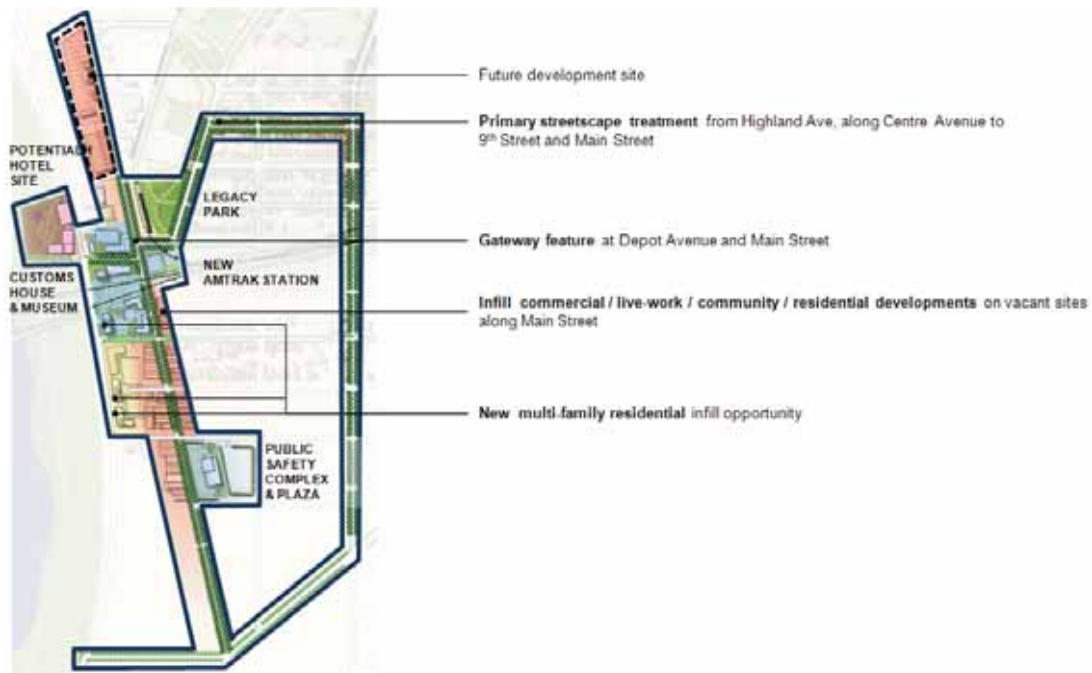 Future development site
Primary streetscape treatment from Highland Ave, along Centre Avenue to
9th Street and Main Street
POTENTIAL
HOTEL
SITE
LEGACY
PARK
Gateway feature at Depot Avenue and Main Street
NEW
AMTRAK STATION
CUSTOMS
HOUSE
& MUSEUM
Infill commercial / live-work / community / residential developments on vacant sites
along Main Street
New multi-family residential infill opportunity
PUBLIC
SAFETY
COMPLEX
& PLAZA